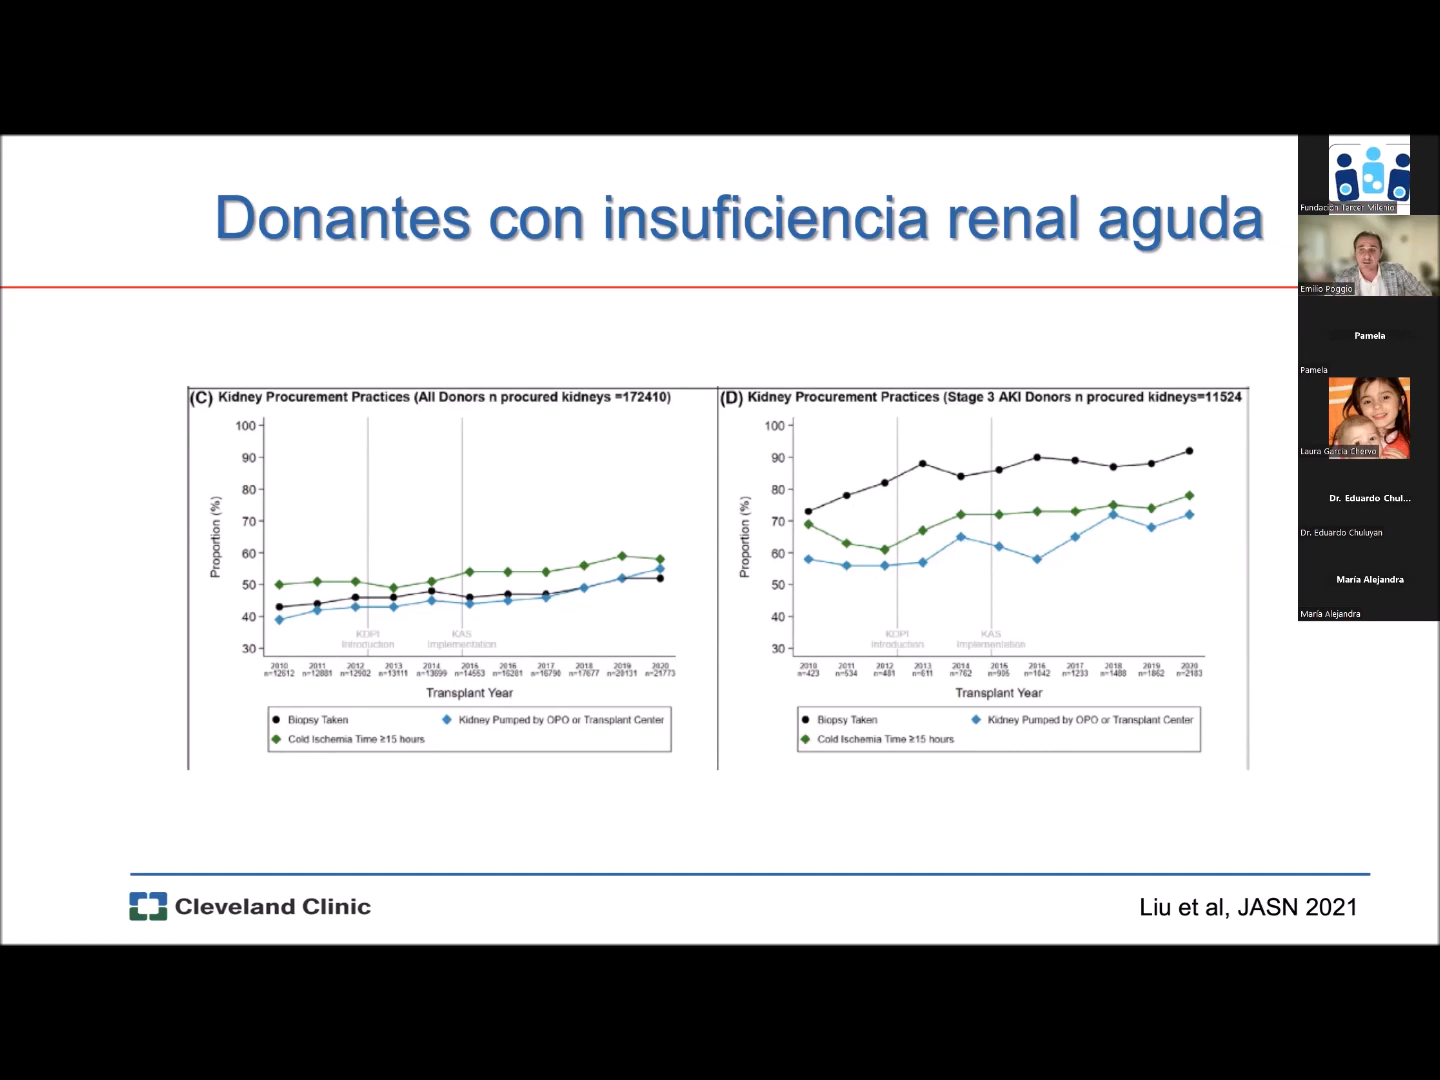 Donantes con insuficiencia renal aguda
(C) Kidney Procurement Practices (All Donors n procured kidneys =172410)
Proportion (%)
100
90
80
70
60
50
40
30
KDPI
Introduction
KAS
Implementation
2010 2011 2012 2013 2014 2015 2016 2017 2018 2019 2020
n=12612 n=12881 n=12902 n=13111 n=13699 n=14553 n=15281 n=16790 n=17677 n=20131 n=21773
Transplant Year
Biopsy Taken
Kidney Pumped by OPO or Transplant Center
Cold Ischemia Time ≥15 hours
(D) Kidney Procurement Practices (Stage 3 AKI Donors n procured kidneys=11524
Proportion (%)
100
90
80
70
60
50
40
30
KDPI
Introduction
KAS
Implementation
2010 2011 2012 2013 2014 2015 2016 2017 2018 2019 2020
n=423 n=534 n=481 n=611 n=762 n=905 n=1042 n=1233 n=1488 n=1862 n=2183
Transplant Year
Biopsy Taken
Kidney Pumped by OPO or Transplant Center
Cold Ischemia Time ≥15 hours
Cleveland Clinic
Liu et al, JASN 2021
Fundación Tercer Milenio
Emilio Poggio
Pamela
Pamela
Laura Garcia Chervo
Dr. Eduardo Chul...
Dr. Eduardo Chuluyan
María Alejandra
María Alejandra